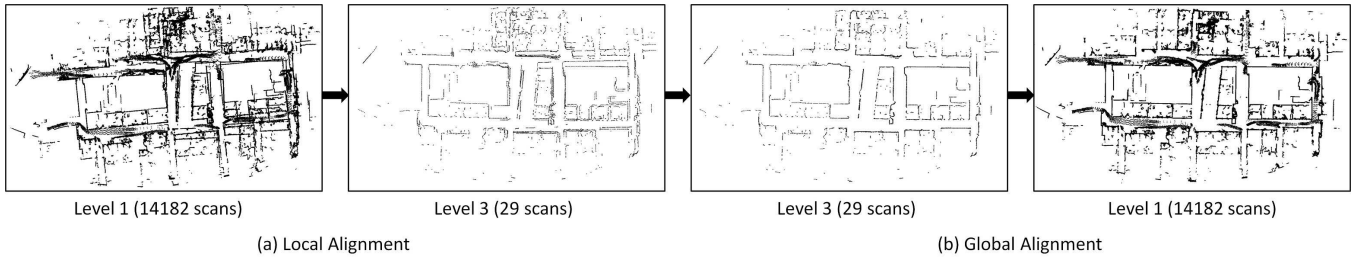 Level 1 (14182 scans)
Level 3 (29 scans)
Level 3 (29 scans)
Level 1 (14182 scans)
(a) Local Alignment
(b) Global Alignment